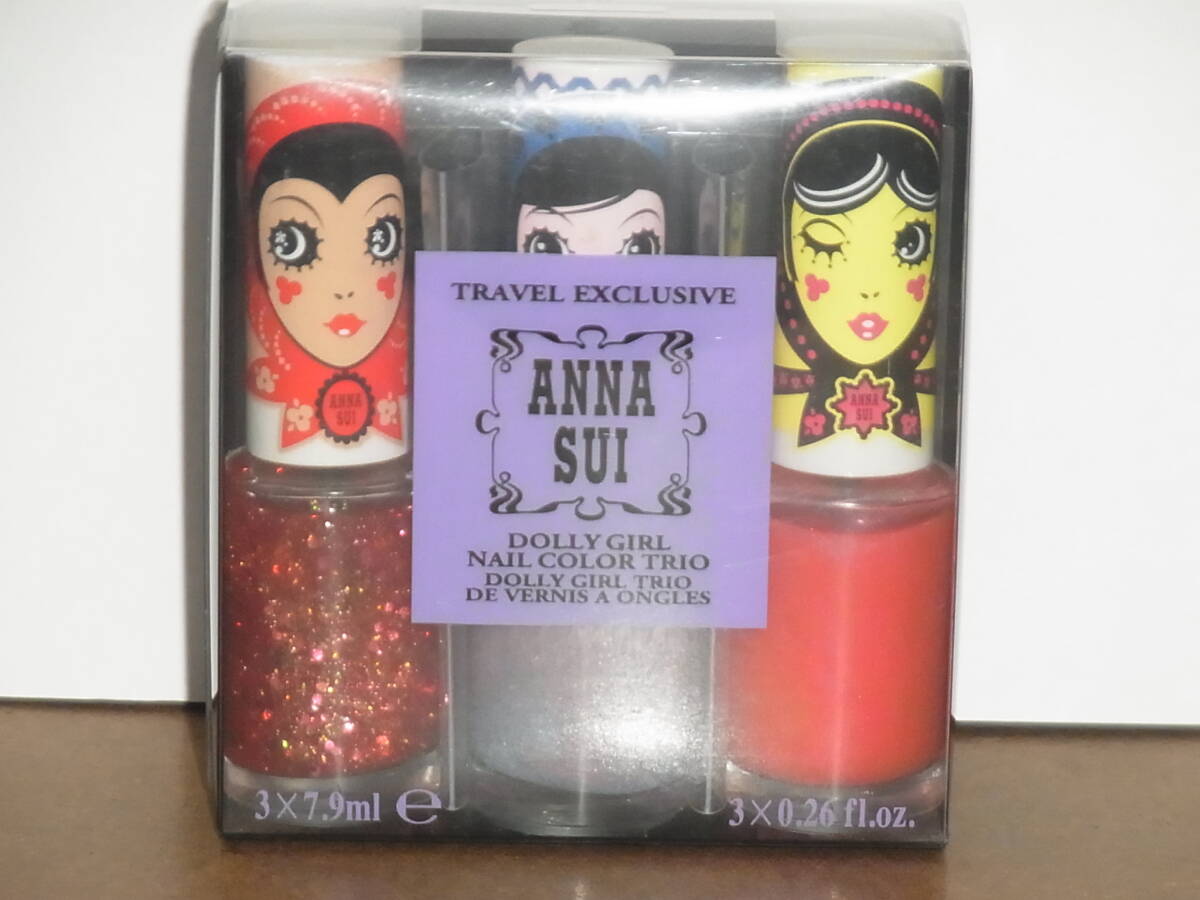 TRAVEL EXCLUSIVE
ANNA
SUI
DOLLY GIRL
NAIL COLOR TRIO
DOLLY GIRL TRIO
DE VERNIS A ONGLES
ANNA
SUI
ANNA
SUI
3×7.9ml ℮
3×0.26 fl.oz.